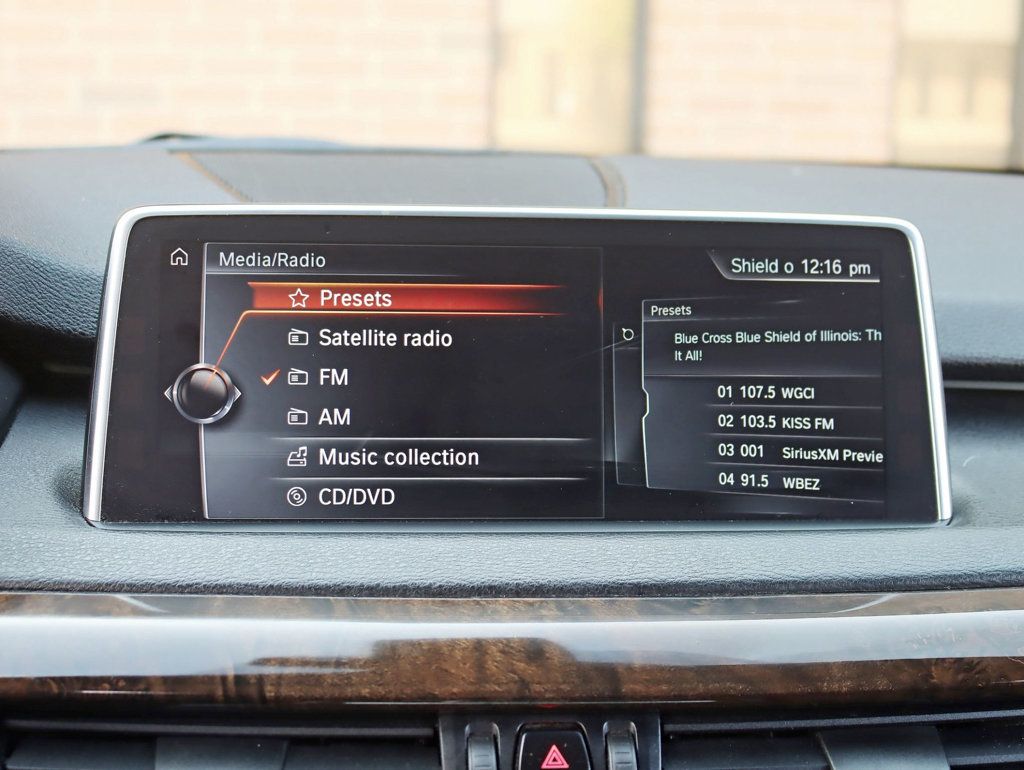 Media/Radio
Shield o 12:16 pm
Presets
Satellite radio
FM
AM
Music collection
CD/DVD
Presets
Blue Cross Blue Shield of Illinois: Th
It All!
01 107.5 WGCI
02 103.5 KISS FM
03 001 SiriusXM Previe
04 91.5 WBEZ